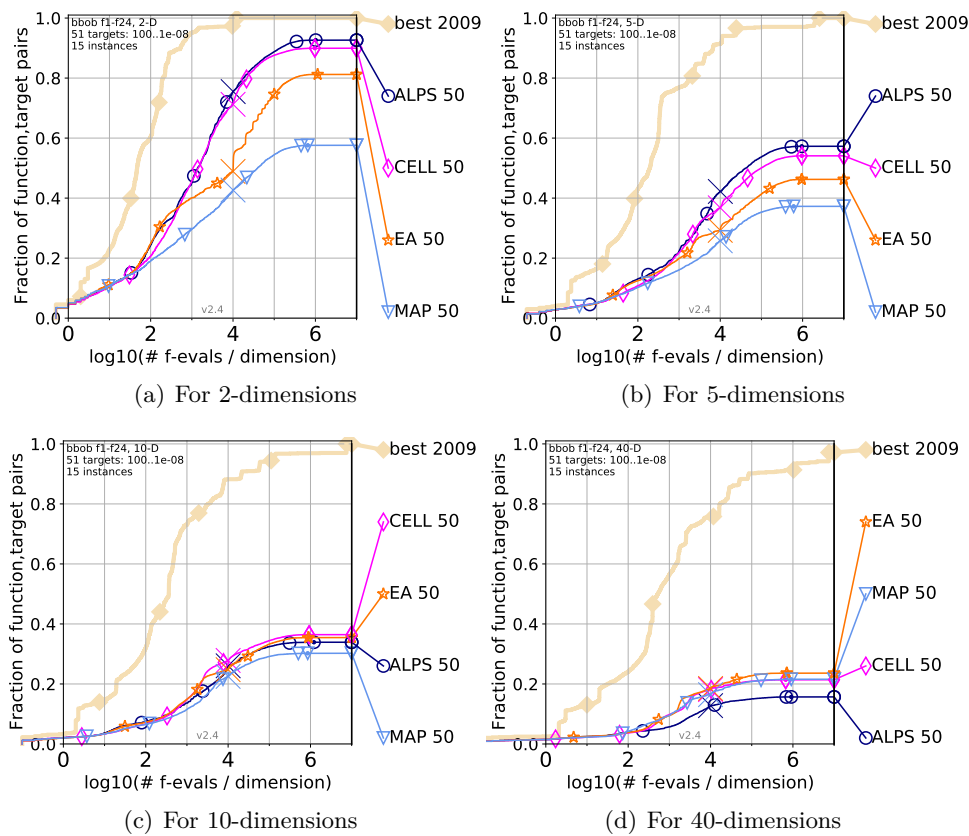 bbob f1-f24, 2-D
51 targets: 100..1e-08
15 instances
1.0
0.8
0.6
0.4
0.2
0.0
Fraction of function,target pairs
0
2
4
6
log10(# f-evals / dimension)
v2.4
best 2009
ALPS 50
CELL 50
EA 50
MAP 50
(a) For 2-dimensions
bbob f1-f24, 5-D
51 targets: 100..1e-08
15 instances
1.0
0.8
0.6
0.4
0.2
0.0
Fraction of function,target pairs
0
2
4
6
log10(# f-evals / dimension)
v2.4
best 2009
ALPS 50
CELL 50
EA 50
MAP 50
(b) For 5-dimensions
bbob f1-f24, 10-D
51 targets: 100..1e-08
15 instances
1.0
0.8
0.6
0.4
0.2
0.0
Fraction of function,target pairs
0
2
4
6
log10(# f-evals / dimension)
v2.4
best 2009
CELL 50
EA 50
ALPS 50
MAP 50
(c) For 10-dimensions
bbob f1-f24, 40-D
51 targets: 100..1e-08
15 instances
1.0
0.8
0.6
0.4
0.2
0.0
Fraction of function,target pairs
0
2
4
6
log10(# f-evals / dimension)
v2.4
best 2009
EA 50
MAP 50
CELL 50
ALPS 50
(d) For 40-dimensions